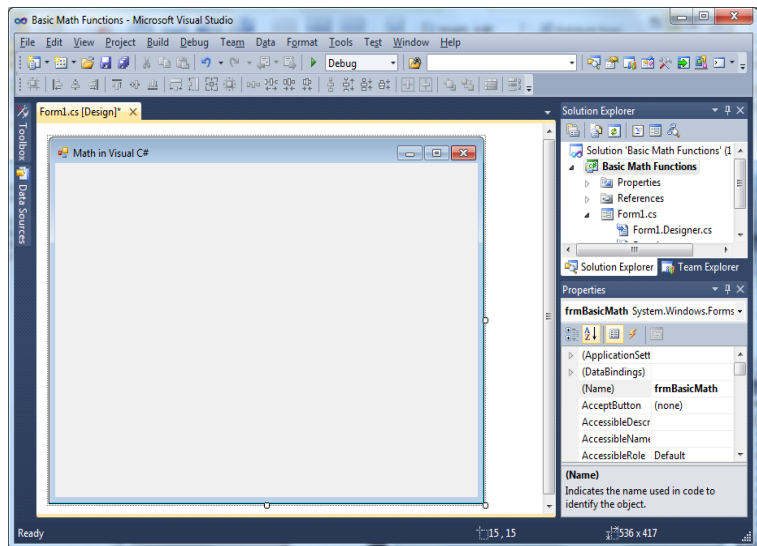 Basic Math Functions - Microsoft Visual Studio
File Edit View Project Build Debug Team Data Format Tools Test Window Help
Debug
Form1.cs [Design]* ×
Toolbox
Data Sources
Math in Visual C#
Solution Explorer
Solution 'Basic Math Functions' (1
Basic Math Functions
Properties
References
Form1.cs
Form1.Designer.cs
Solution Explorer Team Explorer
Properties
frmBasicMath System.Windows.Forms
(ApplicationSett
(DataBindings)
(Name) frmBasicMath
AcceptButton (none)
AccessibleDescr
AccessibleName
AccessibleRole Default
(Name)
Indicates the name used in code to
identify the object.
Ready 15 , 15 536 x 417